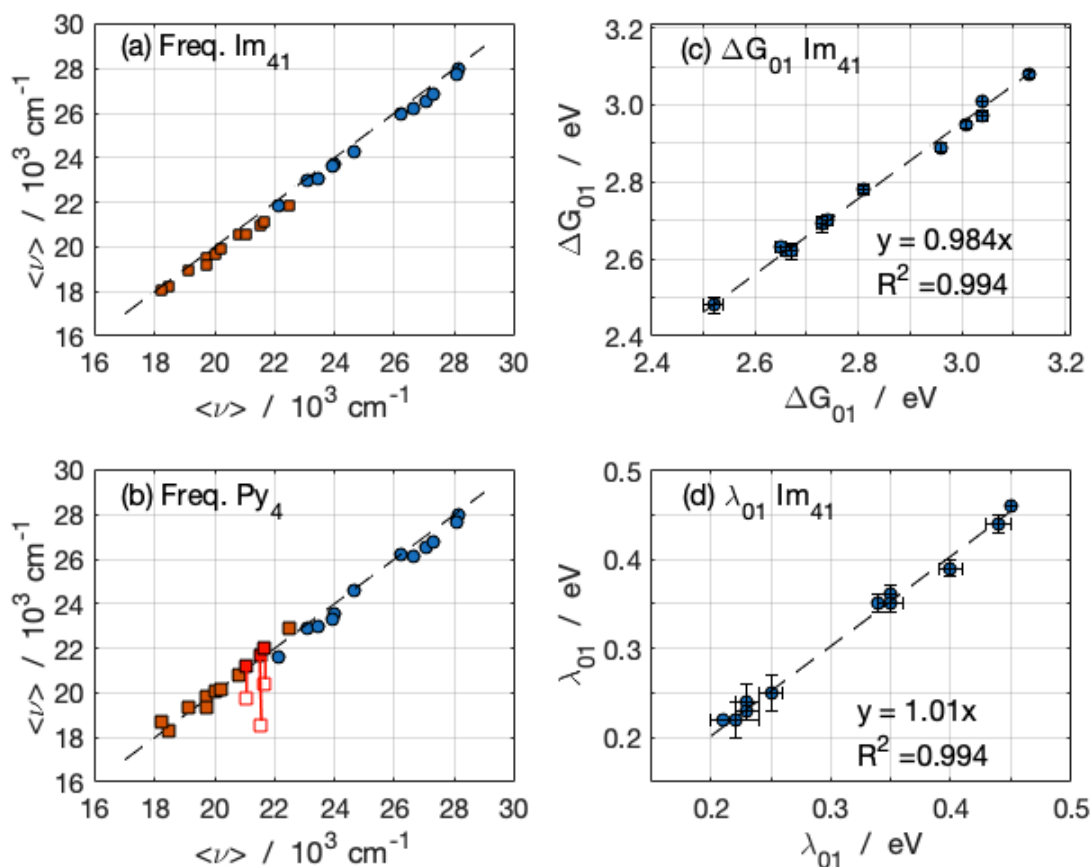 (a) Freq. Im₄₁
<ν> / 10³ cm⁻¹
30
28
26
24
22
20
18
16
16 18 20 22 24 26 28 30
<ν> / 10³ cm⁻¹
(c) ΔG₀₁ Im₄₁
ΔG₀₁ / eV
3.2
3.0
2.8
2.6
2.4
y = 0.984x
R² =0.994
2.4 2.6 2.8 3.0 3.2
ΔG₀₁ / eV
(b) Freq. Py₄
<ν> / 10³ cm⁻¹
30
28
26
24
22
20
18
16
16 18 20 22 24 26 28 30
<ν> / 10³ cm⁻¹
(d) λ₀₁ Im₄₁
λ₀₁ / eV
0.5
0.4
0.3
0.2
y = 1.01x
R² =0.994
0.2 0.3 0.4 0.5
λ₀₁ / eV